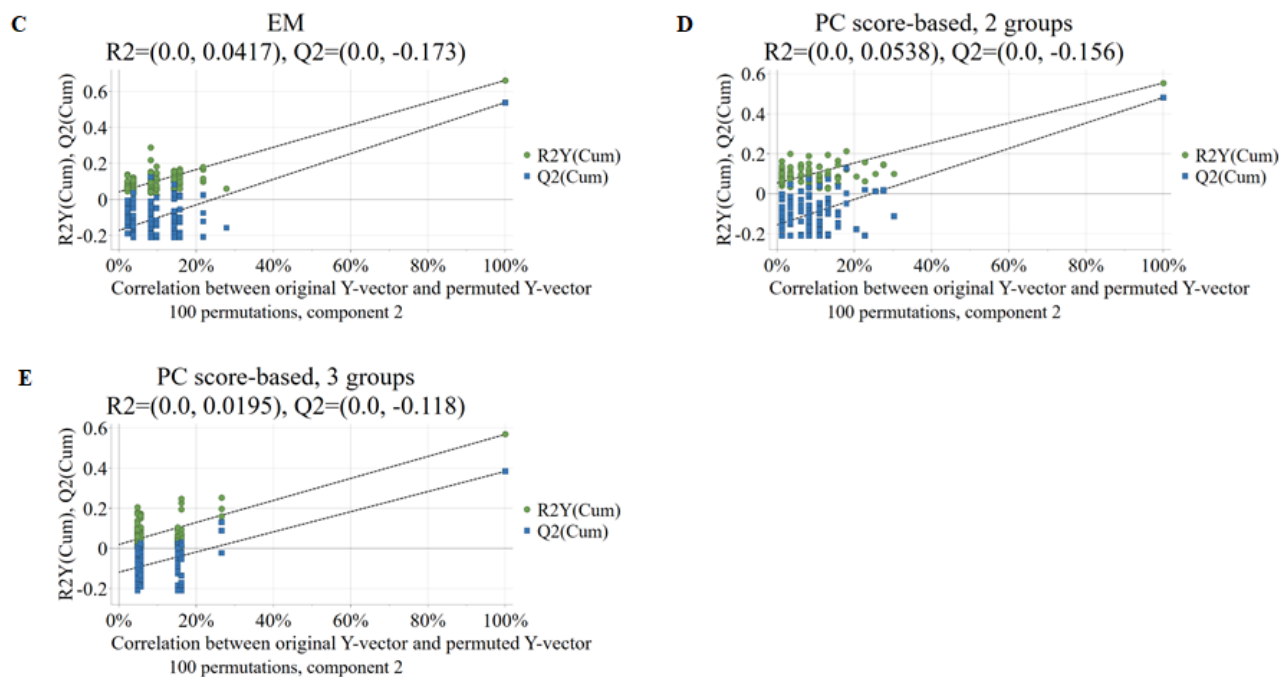 C
EM
R2=(0.0, 0.0417), Q2=(0.0, -0.173)
R2Y(Cum), Q2(Cum)
0.6
0.4
0.2
0
-0.2
0%
20%
40%
60%
80%
100%
R2Y(Cum)
Q2(Cum)
Correlation between original Y-vector and permuted Y-vector
100 permutations, component 2
D
PC score-based, 2 groups
R2=(0.0, 0.0538), Q2=(0.0, -0.156)
R2Y(Cum), Q2(Cum)
0.6
0.4
0.2
0
-0.2
0%
20%
40%
60%
80%
100%
R2Y(Cum)
Q2(Cum)
Correlation between original Y-vector and permuted Y-vector
100 permutations, component 2
E
PC score-based, 3 groups
R2=(0.0, 0.0195), Q2=(0.0, -0.118)
R2Y(Cum), Q2(Cum)
0.6
0.4
0.2
0
-0.2
0%
20%
40%
60%
80%
100%
R2Y(Cum)
Q2(Cum)
Correlation between original Y-vector and permuted Y-vector
100 permutations, component 2